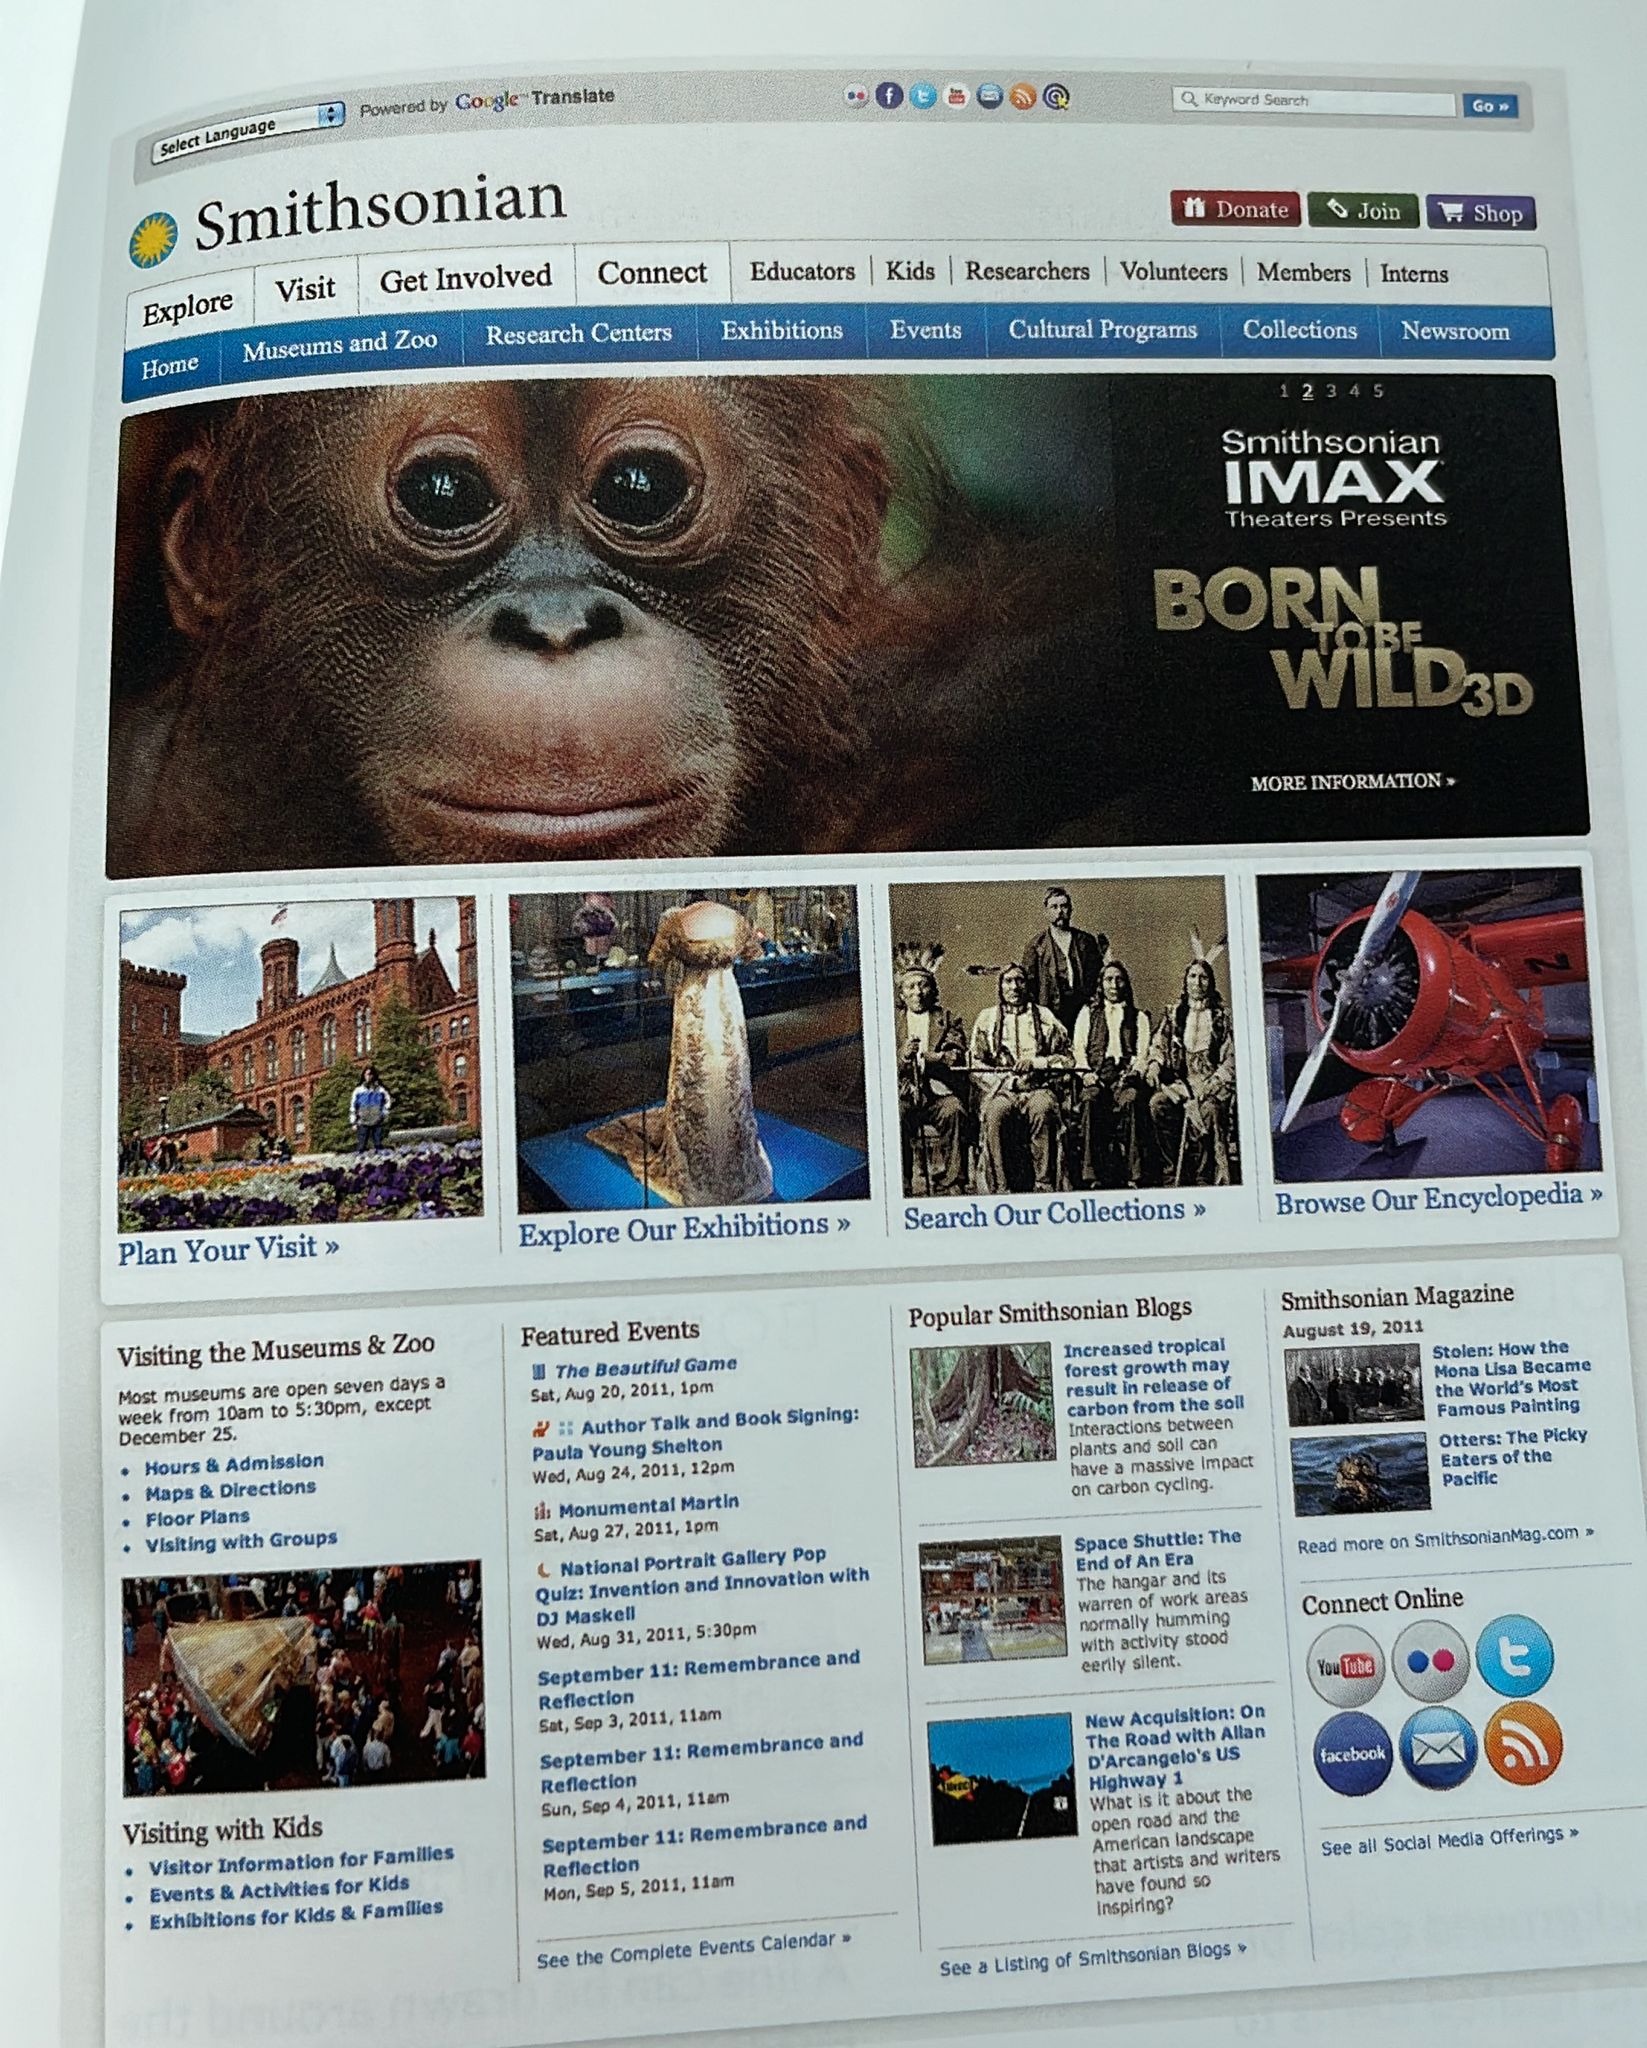 Select Language
Powered by Google™ Translate
Keyword Search
Go »
Smithsonian
Donate
Join
Shop
Explore
Visit
Get Involved
Connect
Educators
Kids
Researchers
Volunteers
Members
Interns
Home
Museums and Zoo
Research Centers
Exhibitions
Events
Cultural Programs
Collections
Newsroom
1 2 3 4 5
Smithsonian
IMAX
Theaters Presents
BORN
TO BE
WILD 3D
MORE INFORMATION »
Plan Your Visit »
Explore Our Exhibitions »
Search Our Collections »
Browse Our Encyclopedia »
Visiting the Museums & Zoo
Most museums are open seven days a
week from 10am to 5:30pm, except
December 25.
• Hours & Admission
• Maps & Directions
• Floor Plans
• Visiting with Groups
Visiting with Kids
• Visitor Information for Families
• Events & Activities for Kids
• Exhibitions for Kids & Families
Featured Events
The Beautiful Game
Sat, Aug 20, 2011, 1pm
Author Talk and Book Signing:
Paula Young Shelton
Wed, Aug 24, 2011, 12pm
Monumental Martin
Sat, Aug 27, 2011, 1pm
National Portrait Gallery Pop
Quiz: Invention and Innovation with
DJ Maskell
Wed, Aug 31, 2011, 5:30pm
September 11: Remembrance and
Reflection
Sat, Sep 3, 2011, 11am
September 11: Remembrance and
Reflection
Sun, Sep 4, 2011, 11am
September 11: Remembrance and
Reflection
Mon, Sep 5, 2011, 11am
See the Complete Events Calendar »
Popular Smithsonian Blogs
Increased tropical
forest growth may
result in release of
carbon from the soil
Interactions between
plants and soil can
have a massive impact
on carbon cycling.
Space Shuttle: The
End of An Era
The hangar and its
warren of work areas
normally humming
with activity stood
eerily silent.
New Acquisition: On
The Road with Allan
D'Arcangelo's US
Highway 1
What is it about the
open road and the
American landscape
that artists and writers
have found so
inspiring?
See a Listing of Smithsonian Blogs »
Smithsonian Magazine
August 19, 2011
Stolen: How the
Mona Lisa Became
the World's Most
Famous Painting
Otters: The Picky
Eaters of the
Pacific
Read more on SmithsonianMag.com »
Connect Online
YouTube
facebook
See all Social Media Offerings »